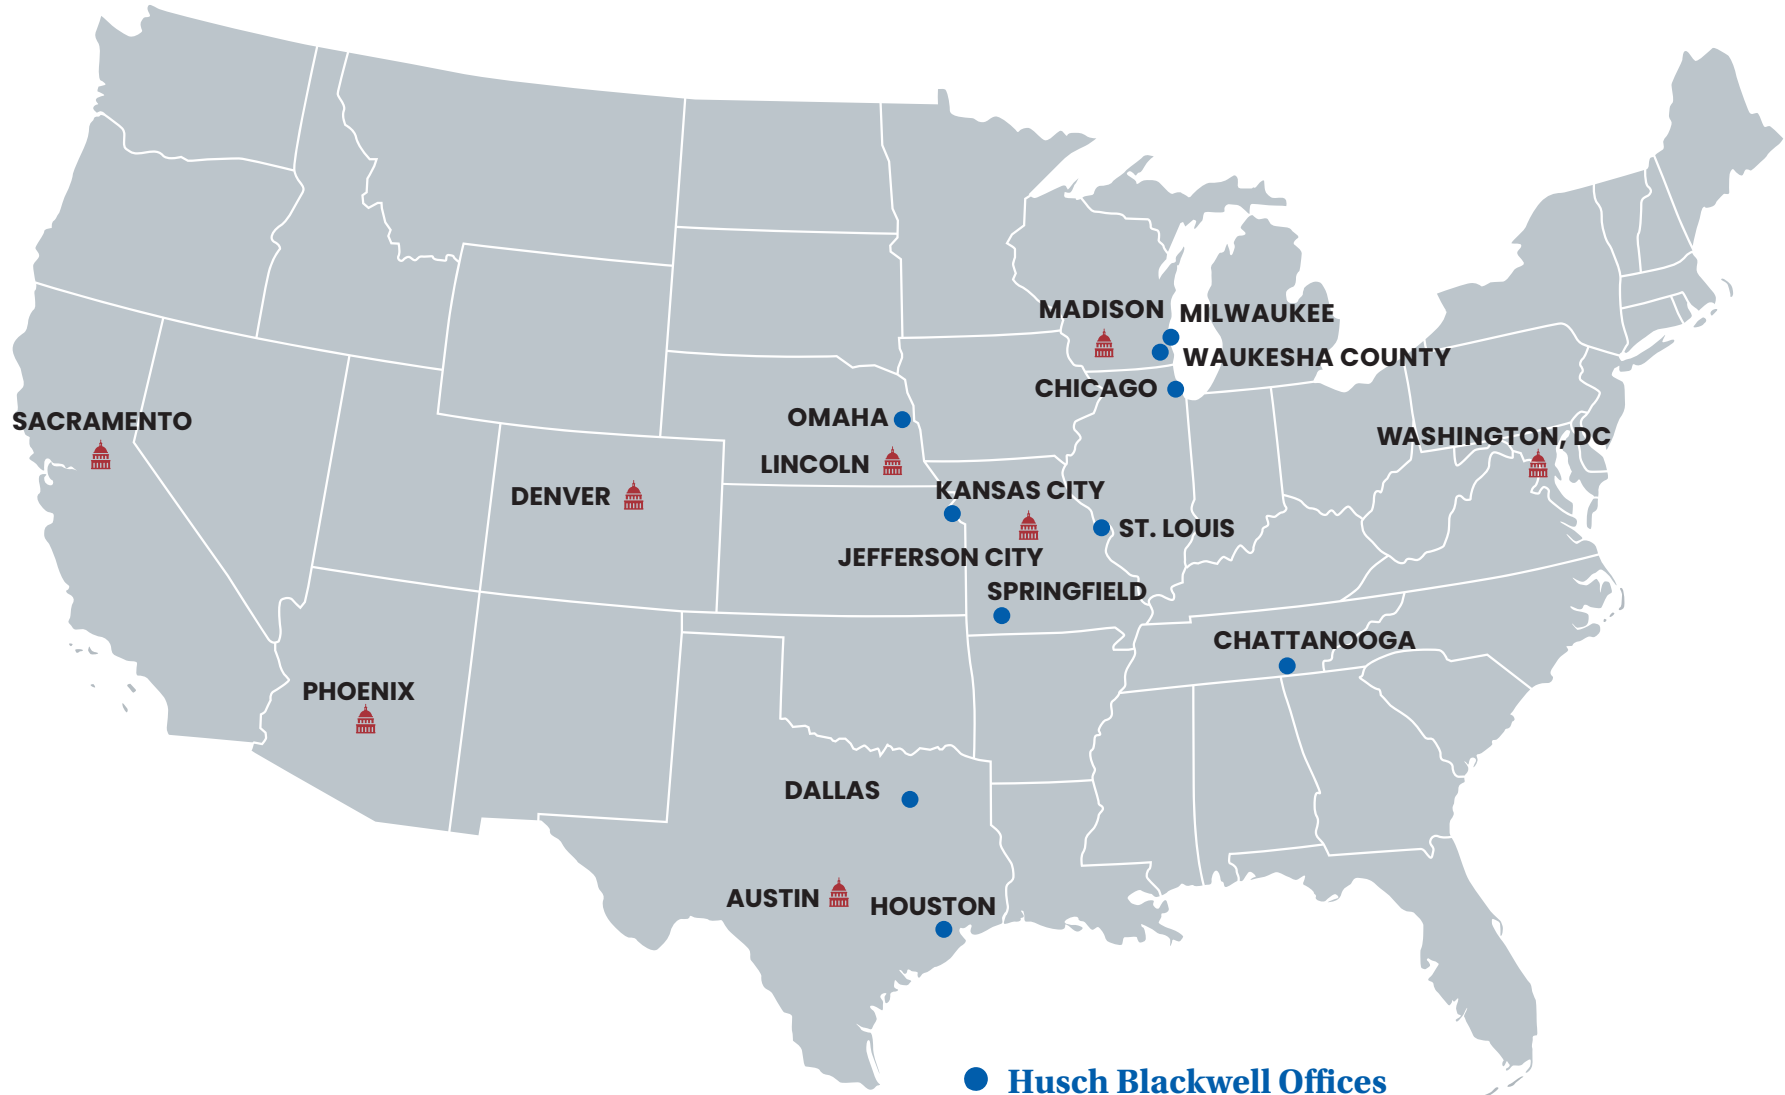 MADISON
MILWAUKEE
WAUKESHA COUNTY
CHICAGO
OMAHA
SACRAMENTO
WASHINGTON, DC
LINCOLN
KANSAS CITY
DENVER
ST. LOUIS
JEFFERSON CITY
SPRINGFIELD
CHATTANOOGA
PHOENIX
DALLAS
AUSTIN
HOUSTON
Husch Blackwell Offices